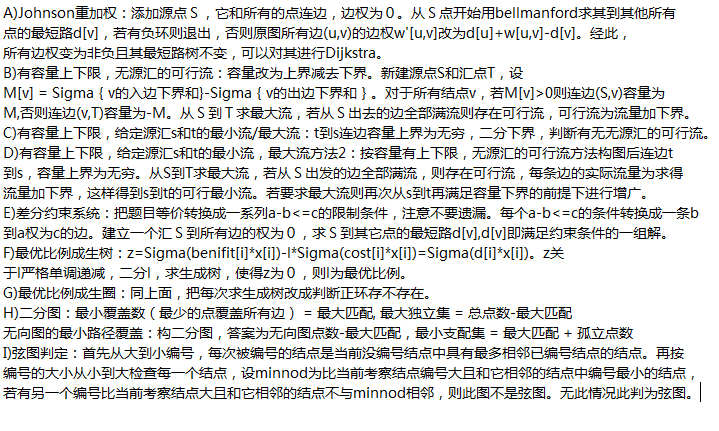 A)Johnson重加权：添加源点Ｓ，它和所有的点连边，边权为０。从Ｓ点开始用bellmanford求其到其他所有
点的最短路d[v]，若有负环则退出，否则原图所有边(u,v)的边权w'[u,v]改为d[u]+w[u,v]-d[v]。经此，
所有边权变为非负且其最短路树不变，可以对其进行Dijkstra。
B)有容量上下限，无源汇的可行流：容量改为上界减去下界。新建源点S和汇点T，设
M[v] = Sigma { v的入边下界和}-Sigma { v的出边下界和 }。对于所有结点v，若M[v]>0则连边(S,v)容量为
M,否则连边(v,T)容量为-M。从Ｓ到Ｔ求最大流，若从Ｓ出去的边全部满流则存在可行流，可行流为流量加下界。
C)有容量上下限，给定源汇s和t的最小流/最大流：t到s连边容量上界为无穷，二分下界，判断有无无源汇的可行流。
D)有容量上下限，给定源汇s和t的最小流，最大流方法2：按容量有上下限，无源汇的可行流方法构图后连边t
到s，容量上界为无穷。从S到T求最大流，若从Ｓ出发的边全部满流，则存在可行流，每条边的实际流量为求得
流量加下界，这样得到s到t的可行最小流。若要求最大流则再次从s到t再满足容量下界的前提下进行增广。
E)差分约束系统：把题目等价转换成一系列a-b<=c的限制条件，注意不要遗漏。每个a-b<=c的条件转换成一条b
到a权为c的边。建立一个汇Ｓ到所有边的权为０，求Ｓ到其它点的最短路d[v],d[v]即满足约束条件的一组解。
F)最优比例成生树：z=Sigma(benifit[i]*x[i])-l*Sigma(cost[i]*x[i])=Sigma(d[i]*x[i])。z关
于l严格单调递减，二分l，求生成树，使得z为０，则l为最优比例。
G)最优比例成生圈：同上面，把每次求生成树改成判断正环存不存在。
H)二分图：最小覆盖数（最少的点覆盖所有边） = 最大匹配, 最大独立集 = 总点数-最大匹配
无向图的最小路径覆盖：构二分图，答案为无向图点数-最大匹配，最小支配集 = 最大匹配 + 孤立点数
I)弦图判定：首先从大到小编号，每次被编号的结点是当前没编号结点中具有最多相邻已编号结点的结点。再按
编号的大小从小到大检查每一个结点，设minnod为比当前考察结点编号大且和它相邻的结点中编号最小的结点，
若有另一个编号比当前考察结点大且和它相邻的结点不与minnod相邻，则此图不是弦图。无此情况此判为弦图。